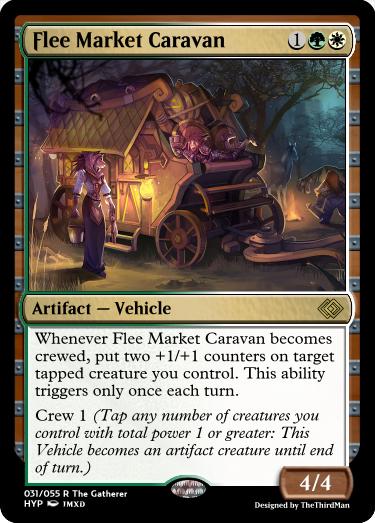 Flee Market Caravan 1
Artifact — Vehicle
Whenever Flee Market Caravan becomes
crewed, put two +1/+1 counters on target
tapped creature you control. This ability
triggers only once each turn.
Crew 1 (Tap any number of creatures you
control with total power 1 or greater: This
Vehicle becomes an artifact creature until end
of turn.)
4/4
031/055 R The Gatherer
HYP 1MXD
Designed by TheThirdMan